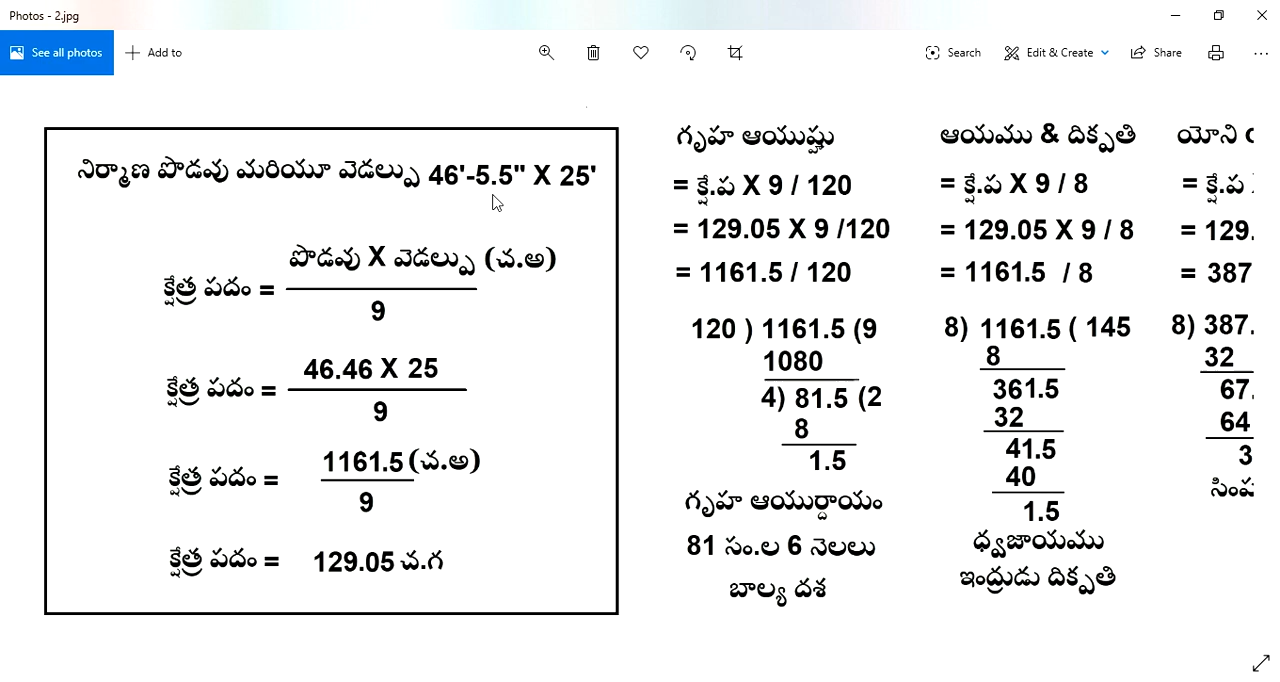 Photos - 2.jpg
See all photos
Add to
Search
Edit & Create
Share
నిర్మాణ పొడవు మరియూ వెడల్పు 46'-5.5" X 25'
క్షేత్ర పదం = పొడవు X వెడల్పు (చ.అ)
9
క్షేత్ర పదం = 46.46 X 25
9
క్షేత్ర పదం = 1161.5 (చ.అ)
9
క్షేత్ర పదం = 129.05 చ.గ
గృహ ఆయుష్షు
= క్షే.ప X 9 / 120
= 129.05 X 9 /120
= 1161.5 / 120
120 ) 1161.5 (9
1080
4) 81.5 (2
8
1.5
గృహ ఆయుర్దాయం
81 సం.ల 6 నెలలు
బాల్య దశ
ఆయము & దిక్పతి
= క్షే.ప X 9 / 8
= 129.05 X 9 / 8
= 1161.5 / 8
8) 1161.5 ( 145
8
361.5
32
41.5
40
1.5
ధ్వజాయము
ఇంద్రుడు దిక్పతి
యోని
= క్షే.ప
= 129.
= 387
8) 387.
32
67.
64
3